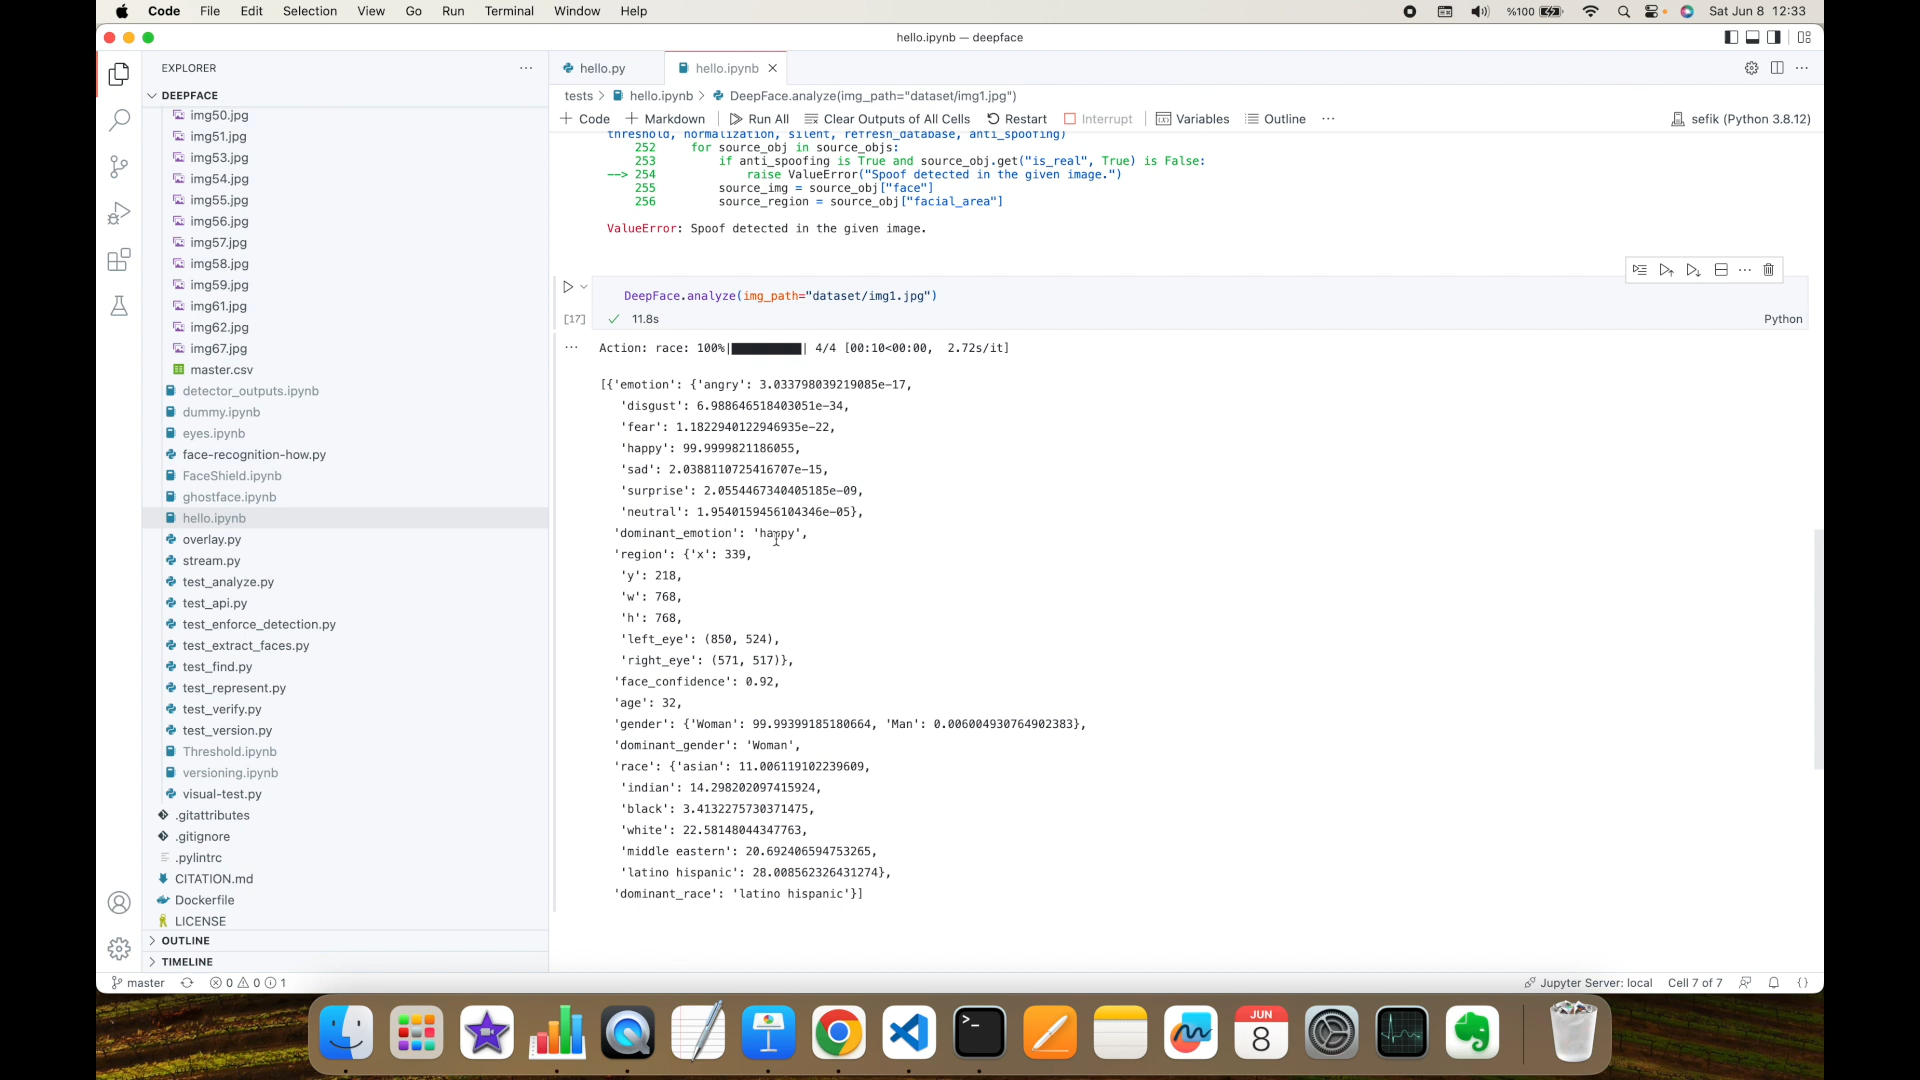 Code File Edit Selection View Go Run Terminal Window Help %100 Sat Jun 8 12:33
hello.ipynb — deepface
EXPLORER
DEEPFACE
img50.jpg
img51.jpg
img53.jpg
img54.jpg
img55.jpg
img56.jpg
img57.jpg
img58.jpg
img59.jpg
img61.jpg
img62.jpg
img67.jpg
master.csv
detector_outputs.ipynb
dummy.ipynb
eyes.ipynb
face-recognition-how.py
FaceShield.ipynb
ghostface.ipynb
hello.ipynb
overlay.py
stream.py
test_analyze.py
test_api.py
test_enforce_detection.py
test_extract_faces.py
test_find.py
test_represent.py
test_verify.py
test_version.py
Threshold.ipynb
versioning.ipynb
visual-test.py
.gitattributes
.gitignore
.pylintrc
CITATION.md
Dockerfile
LICENSE
OUTLINE
TIMELINE
hello.py hello.ipynb
tests > hello.ipynb > DeepFace.analyze(img_path="dataset/img1.jpg")
+ Code + Markdown Run All Clear Outputs of All Cells Restart Interrupt Variables Outline ... sefik (Python 3.8.12)
threshold, normalization, silent, refresh_database, anti_spoofing)
252 for source_obj in source_objs:
253 if anti_spoofing is True and source_obj.get("is_real", True) is False:
--> 254 raise ValueError("Spoof detected in the given image.")
255 source_img = source_obj["face"]
256 source_region = source_obj["facial_area"]
ValueError: Spoof detected in the given image.
DeepFace.analyze(img_path="dataset/img1.jpg")
[17] 11.8s Python
Action: race: 100%|██████████| 4/4 [00:10<00:00, 2.72s/it]
[{'emotion': {'angry': 3.033798039219085e-17,
'disgust': 6.988646518403051e-34,
'fear': 1.1822940122946935e-22,
'happy': 99.9999821186055,
'sad': 2.0388110725416707e-15,
'surprise': 2.0554467340405185e-09,
'neutral': 1.9540159456104346e-05},
'dominant_emotion': 'happy',
'region': {'x': 339,
'y': 218,
'w': 768,
'h': 768,
'left_eye': (850, 524),
'right_eye': (571, 517)},
'face_confidence': 0.92,
'age': 32,
'gender': {'Woman': 99.99399185180664, 'Man': 0.006004930764902383},
'dominant_gender': 'Woman',
'race': {'asian': 11.006119102239609,
'indian': 14.298202097415924,
'black': 3.4132275730371475,
'white': 22.58148044347763,
'middle eastern': 20.692406594753265,
'latino hispanic': 28.008562326431274},
'dominant_race': 'latino hispanic'}]
master 0 0 1 Jupyter Server: local Cell 7 of 7
JUN
8